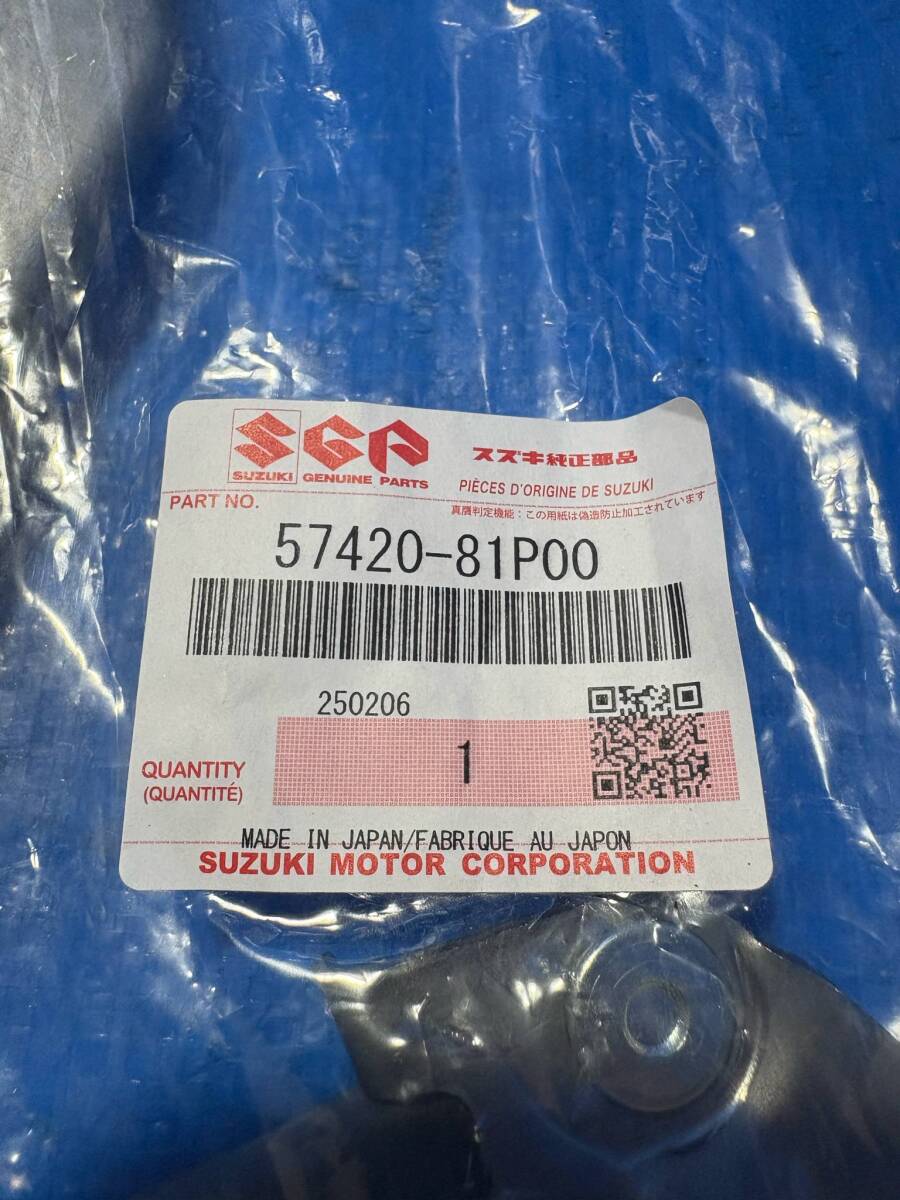 SGP
スズキ純正部品
SUZUKI GENUINE PARTS
PIÈCES D'ORIGINE DE SUZUKI
PART NO.
真贋判定機能:この用紙は偽造防止加工されています
57420-81P00
250206
QUANTITY
(QUANTITÉ)
1
MADE IN JAPAN/FABRIQUE AU JAPON
SUZUKI MOTOR CORPORATION